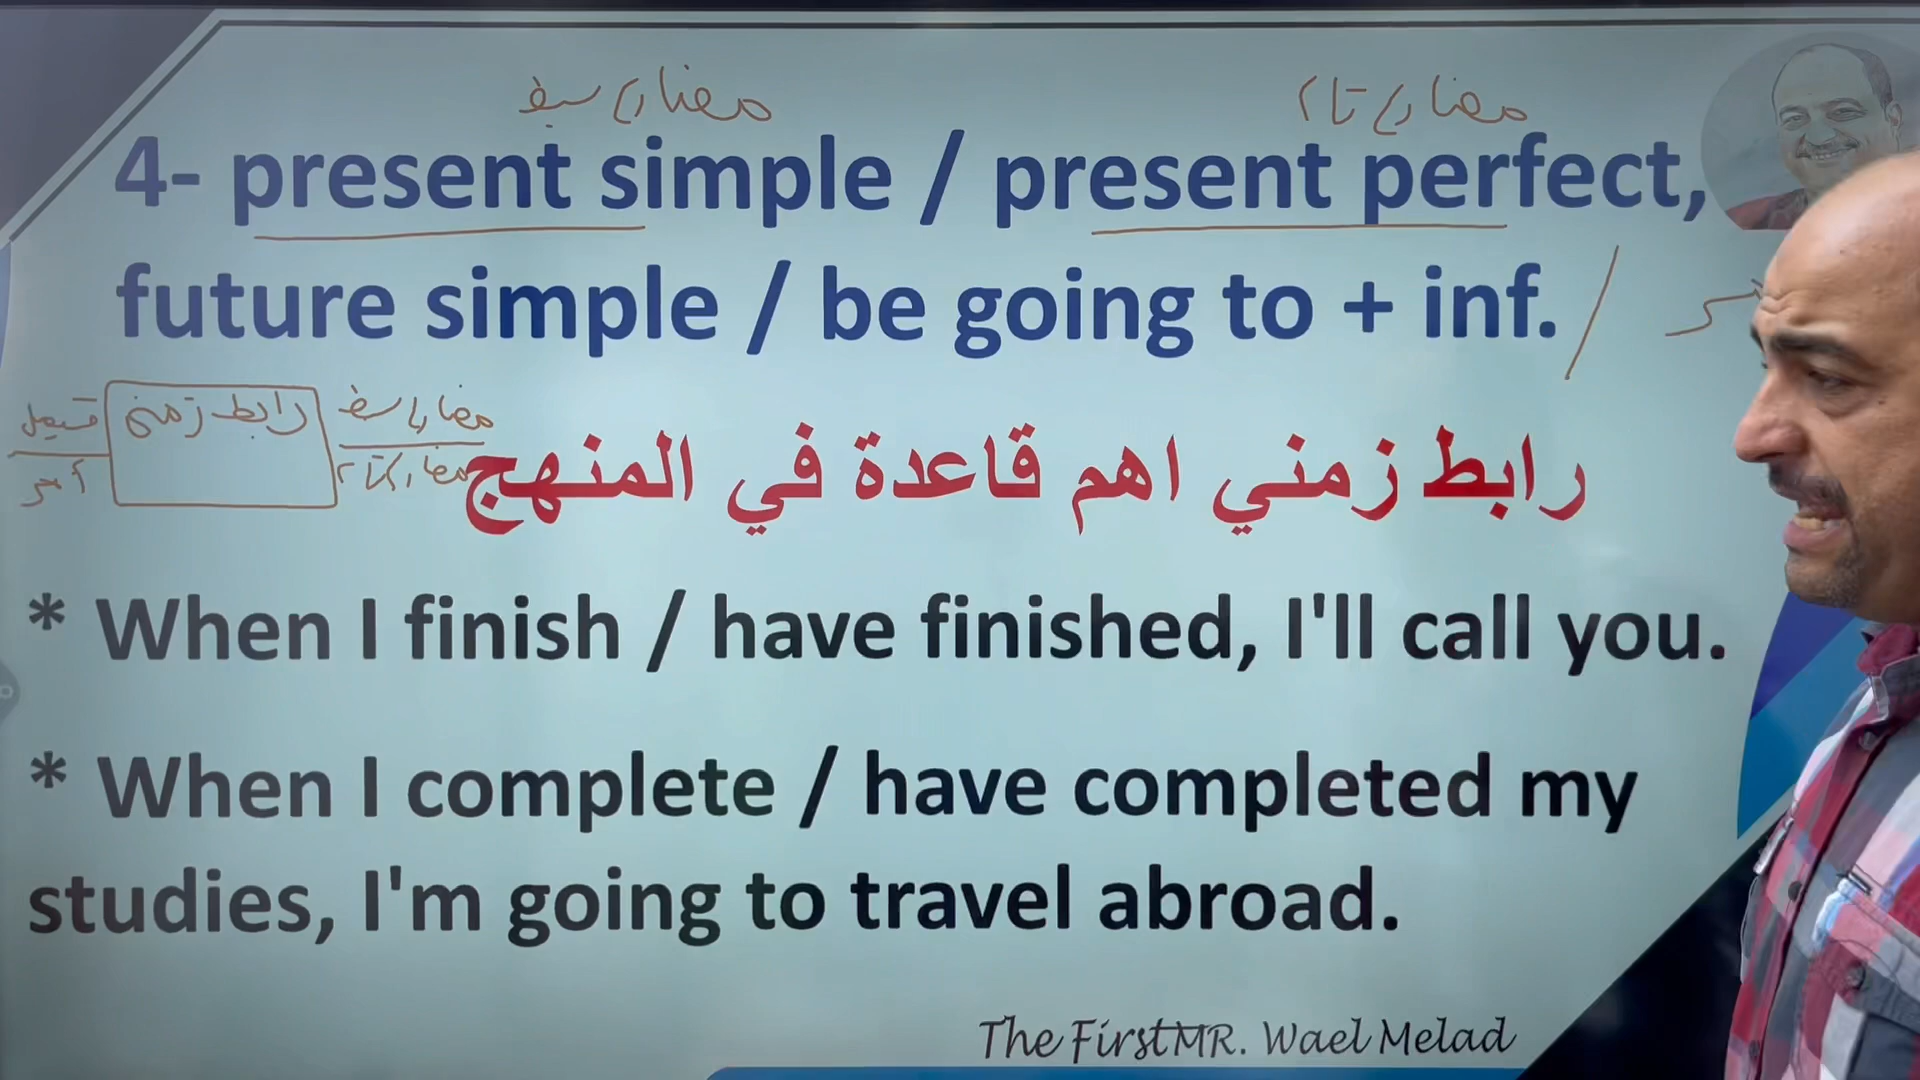 مضارع بسيط
مضارع تام
4- present simple / present perfect,
future simple / be going to + inf. /
رابط زمني
مضارع بسيط
مضارع تام
رابط زمني اهم قاعدة في المنهج
* When I finish / have finished, I'll call you.
* When I complete / have completed my
studies, I'm going to travel abroad.
The First MR. Wael Melad